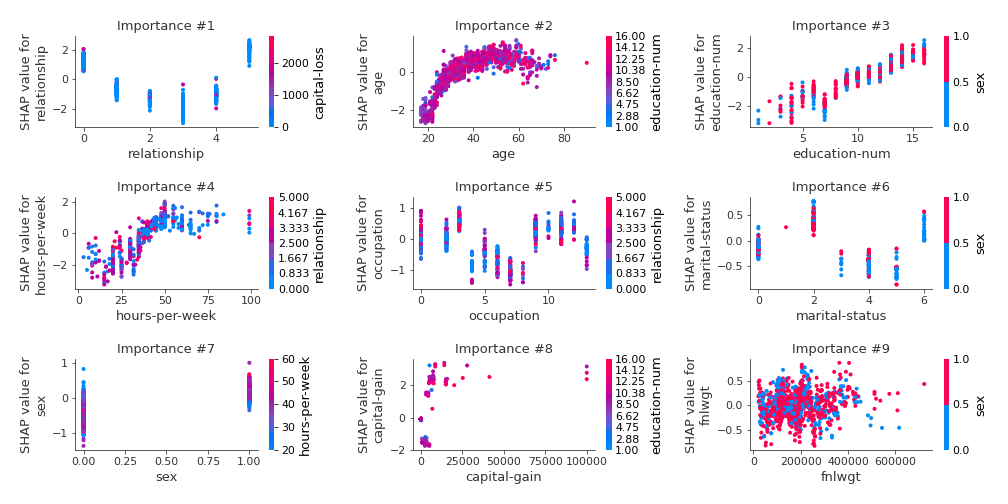 Importance #1
SHAP value for
relationship
2
0
−2
0
2
4
relationship
2000
1000
0
capital-loss
Importance #2
SHAP value for
age
0
−2
20
40
60
80
age
16.00
14.12
12.25
10.38
8.50
6.62
4.75
2.88
1.00
education-num
Importance #3
SHAP value for
education-num
2
0
−2
5
10
15
education-num
1.0
0.5
0.0
sex
Importance #4
SHAP value for
hours-per-week
2
0
−2
0
25
50
75
100
hours-per-week
5.000
4.167
3.333
2.500
1.667
0.833
0.000
relationship
Importance #5
SHAP value for
occupation
1
0
−1
0
5
10
occupation
5.000
4.167
3.333
2.500
1.667
0.833
0.000
relationship
Importance #6
SHAP value for
marital-status
0.5
0.0
−0.5
0
2
4
6
marital-status
1.0
0.5
0.0
sex
Importance #7
SHAP value for
sex
1
0
−1
0.00
0.25
0.50
0.75
1.00
sex
60
50
40
30
20
hours-per-week
Importance #8
SHAP value for
capital-gain
2
0
−2
0
25000
50000
75000
100000
capital-gain
16.00
14.12
12.25
10.38
8.50
6.62
4.75
2.88
1.00
education-num
Importance #9
SHAP value for
fnlwgt
0.5
0.0
−0.5
0
200000
400000
600000
fnlwgt
1.0
0.5
0.0
sex